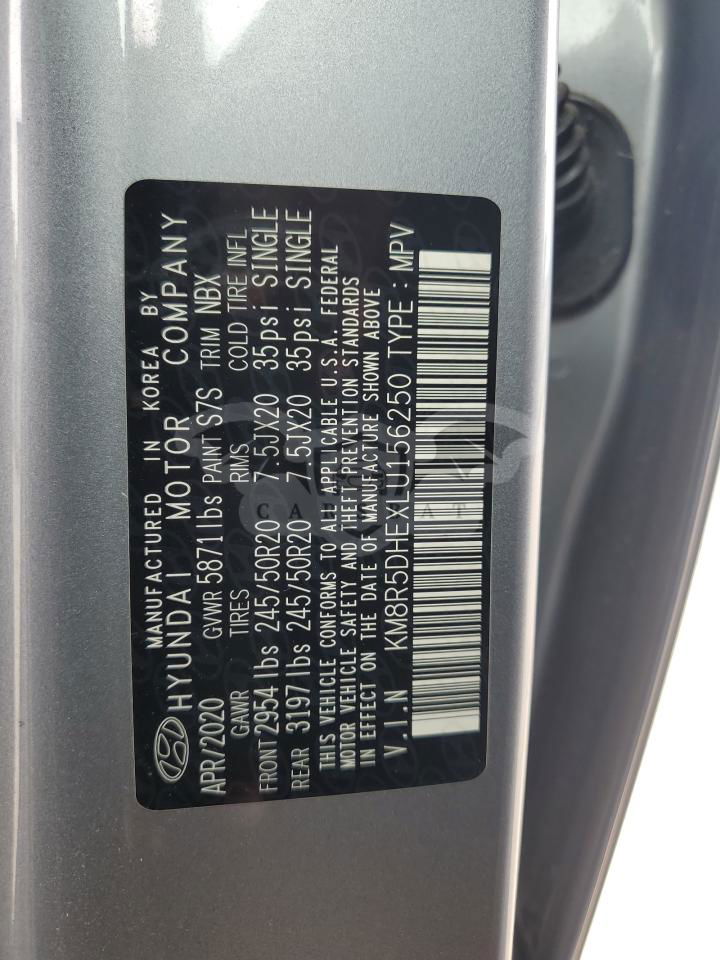 MANUFACTURED IN KOREA BY
HYUNDAI MOTOR COMPANY
APR/2020 GVWR 5871lbs PAINT S7S TRIM NBX
GAWR TIRES RIMS COLD TIRE INFL
FRONT 2954lbs 245/50R20 7.5JX20 35psi SINGLE
REAR 3197lbs 245/50R20 7.5JX20 35psi SINGLE
THIS VEHICLE CONFORMS TO ALL APPLICABLE U.S.A. FEDERAL
MOTOR VEHICLE SAFETY AND THEFT PREVENTION STANDARDS
IN EFFECT ON THE DATE OF MANUFACTURE SHOWN ABOVE
V.I.N KM8R5DHEXLU156250 TYPE : MPV